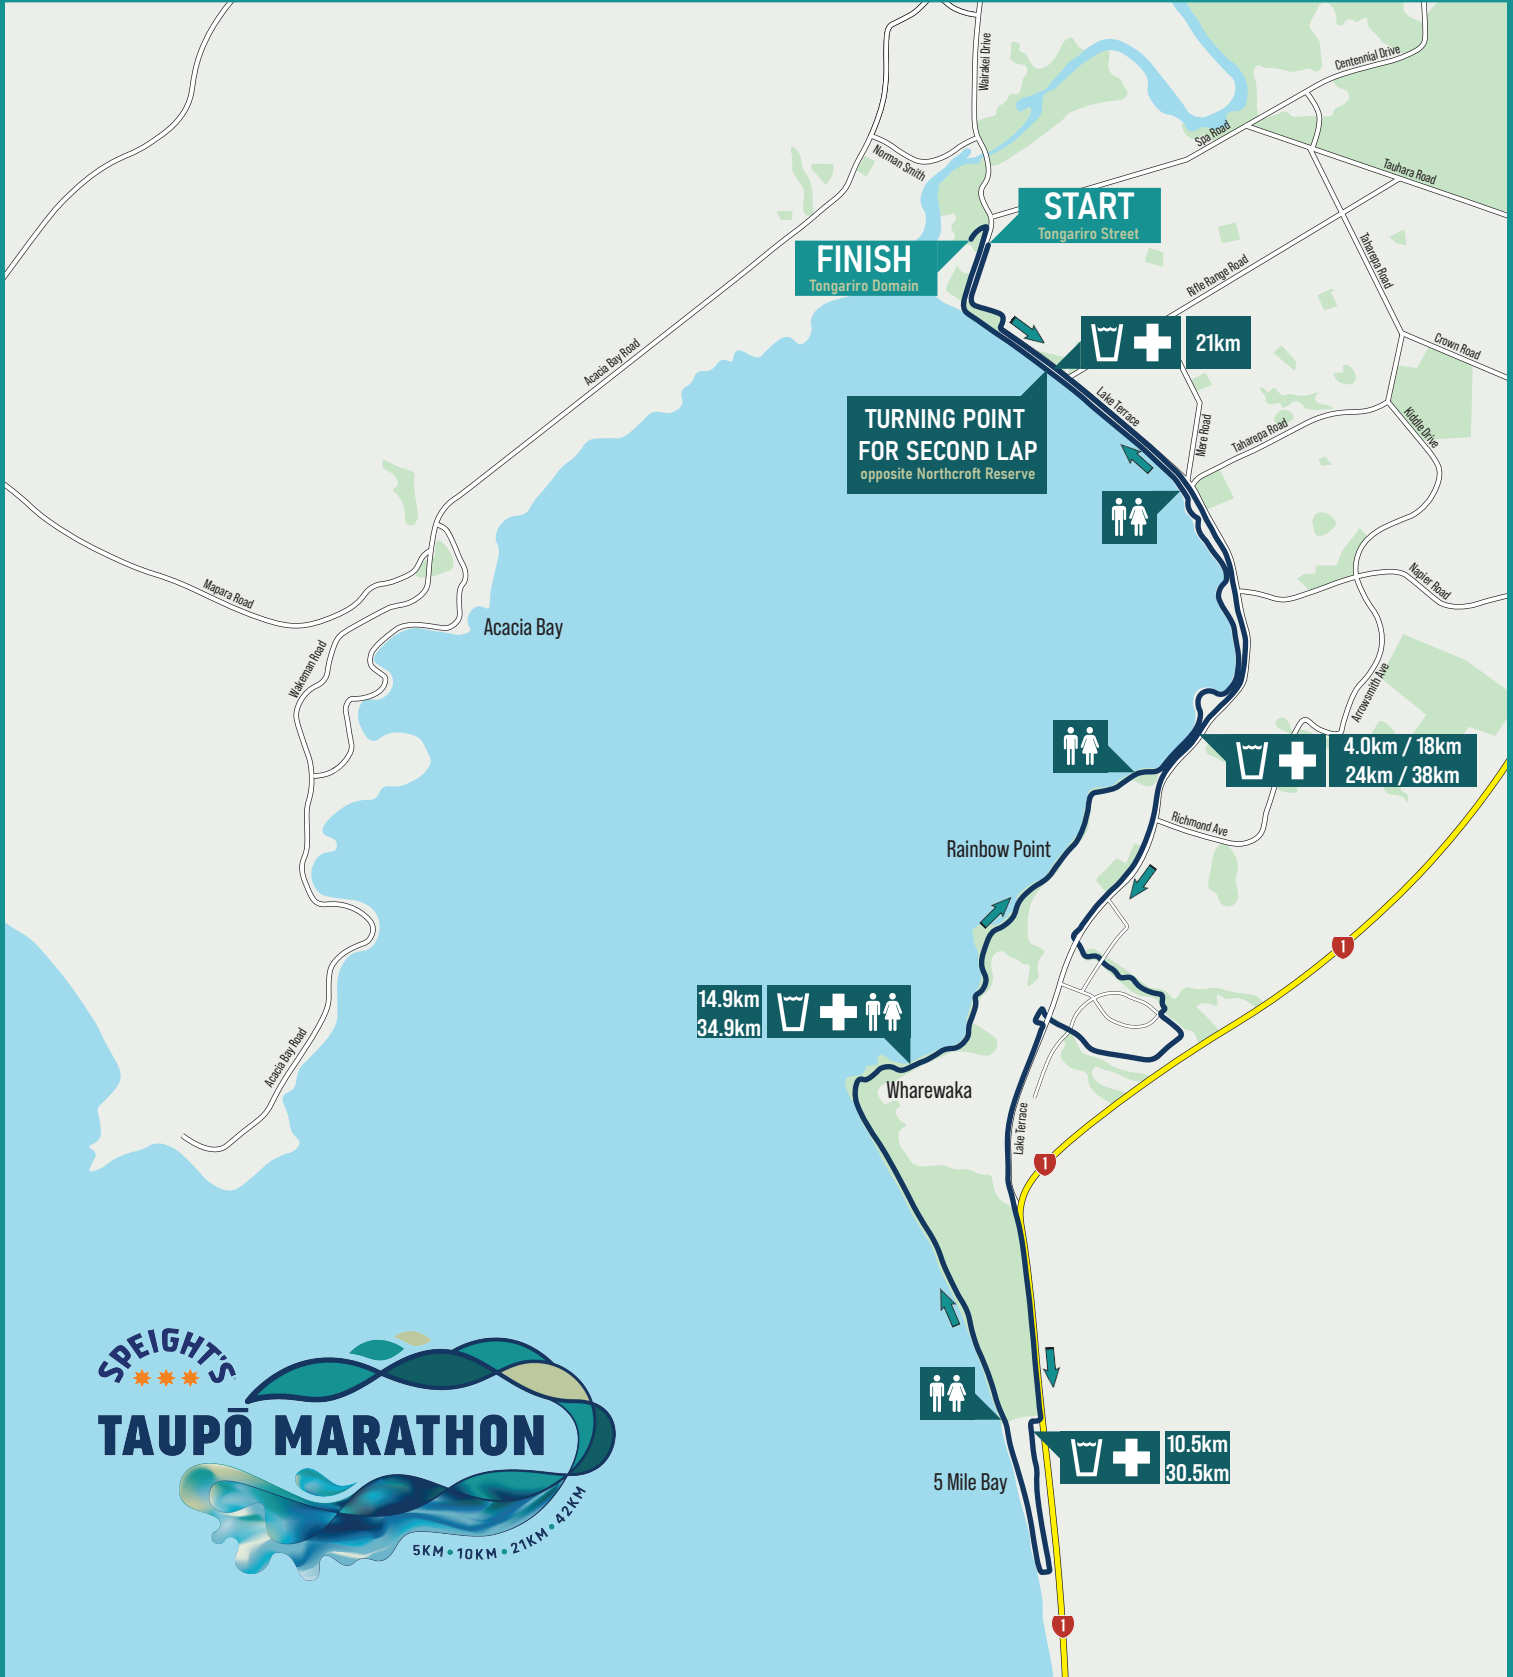 Wairakei Drive
Centennial Drive
Spa Road
Norman Smith
Tauhara Road
START
Tongariro Street
FINISH
Tongariro Domain
Taharepa Road
Rifle Range Road
21km
Crown Road
Acacia Bay Road
Lake Terrace
TURNING POINT
FOR SECOND LAP
opposite Northcroft Reserve
Mere Road
Taharepa Road
Kiddle Drive
Mapara Road
Napier Road
Acacia Bay
Wakeman Road
Arrowsmith Ave
4.0km / 18km
24km / 38km
Richmond Ave
Rainbow Point
1
14.9km
34.9km
Acacia Bay Road
Wharewaka
Lake Terrace
1
SPEIGHT'S
TAUPŌ MARATHON
5KM • 10KM • 21KM • 42KM
10.5km
30.5km
5 Mile Bay
1